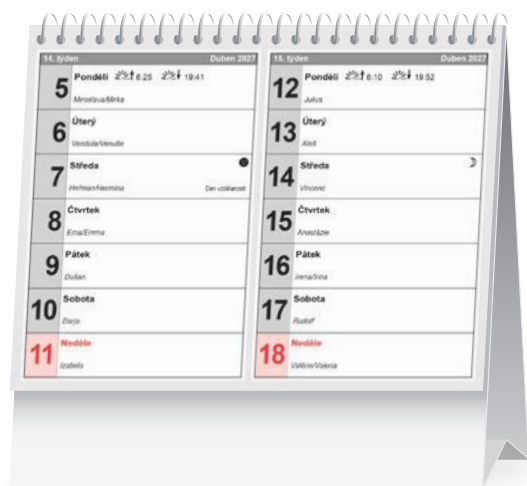 14. týden Duben 2027
5 Pondělí 6:25 19:41
Miroslava/Mirka
6 Úterý
Vendula/Venuše
7 Středa
Heřman/Hermína Den vzdělanosti
8 Čtvrtek
Ema/Emma
9 Pátek
Dušan
10 Sobota
Darja
11 Neděle
Izabela
15. týden Duben 2027
12 Pondělí 6:10 19:52
Julius
13 Úterý
Aleš
14 Středa
Vincenc
15 Čtvrtek
Anastázie
16 Pátek
Irena/Irina
17 Sobota
Rudolf
18 Neděle
Valérie/Valeria